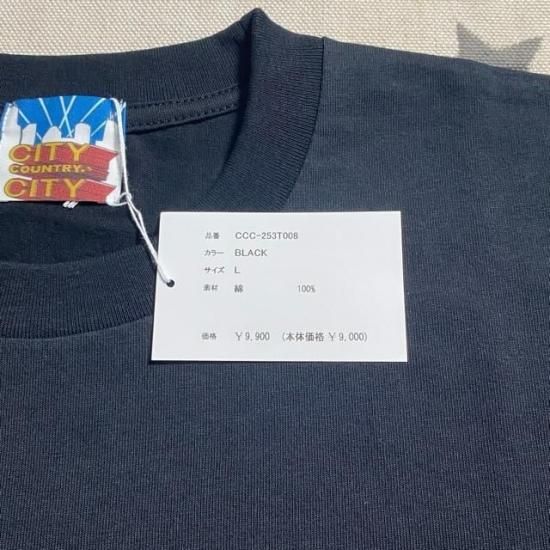 CITY
COUNTRY
CITY
品番 CCC-253T008
カラー BLACK
サイズ L
素材 綿 100%
価格 ¥9,900 (本体価格 ¥9,000)